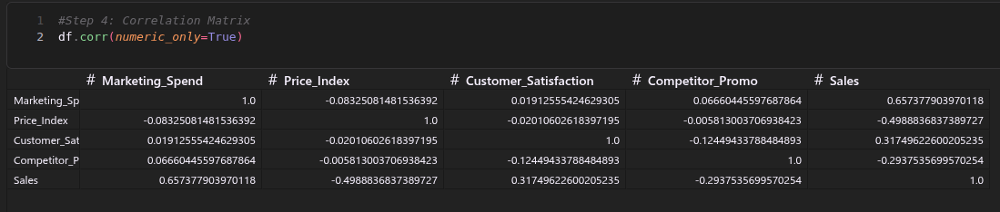 1 #Step 4: Correlation Matrix
2 df.corr(numeric_only=True)
# Marketing_Spend # Price_Index # Customer_Satisfaction # Competitor_Promo # Sales
Marketing_Sp 1.0 -0.08325081481536392 0.01912555424629305 0.06660445597687864 0.657377903970118
Price_Index -0.08325081481536392 1.0 -0.02010602618397195 -0.005813003706938423 -0.4988836837389727
Customer_Sat 0.01912555424629305 -0.02010602618397195 1.0 -0.12449433788484893 0.31749622600205235
Competitor_P 0.06660445597687864 -0.005813003706938423 -0.12449433788484893 1.0 -0.2937535699570254
Sales 0.657377903970118 -0.4988836837389727 0.31749622600205235 -0.2937535699570254 1.0